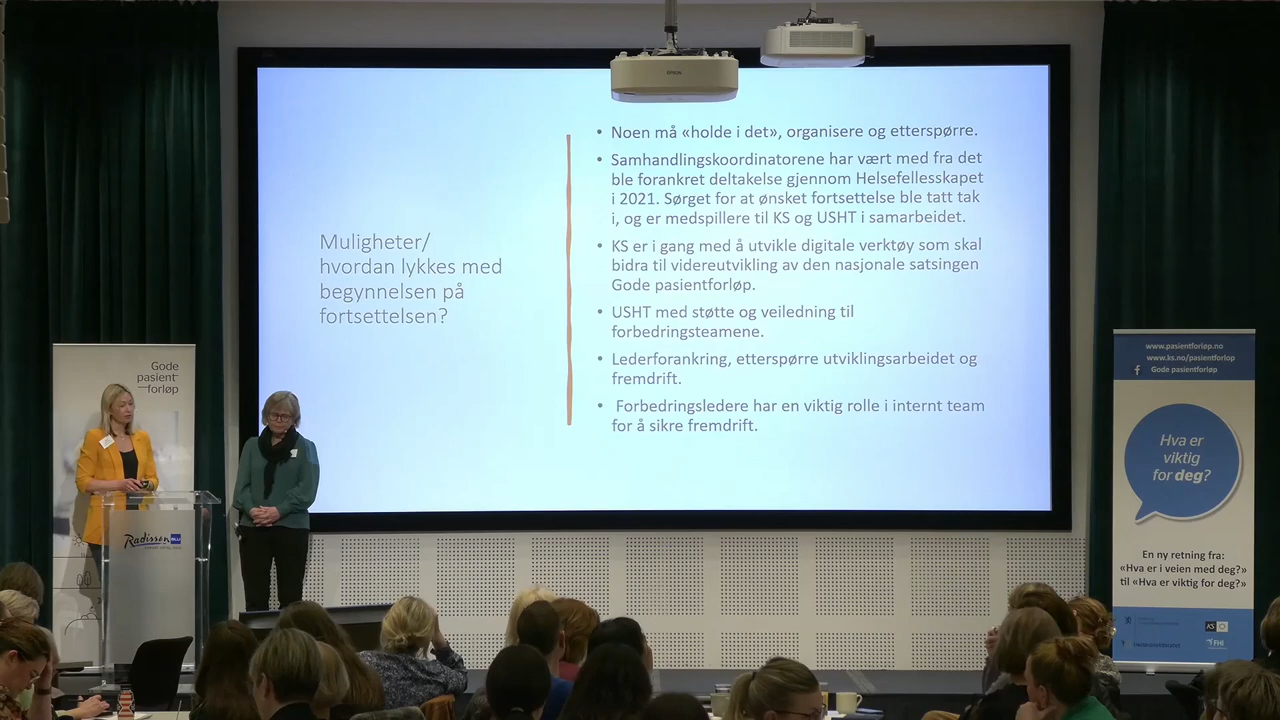 EPSON
Muligheter/
hvordan lykkes med
begynnelsen på
fortsettelsen?
• Noen må «holde i det», organisere og etterspørre.
• Samhandlingskoordinatorene har vært med fra det
ble forankret deltakelse gjennom Helsefellesskapet
i 2021. Sørget for at ønsket fortsettelse ble tatt tak
i, og er medspillere til KS og USHT i samarbeidet.
• KS er i gang med å utvikle digitale verktøy som skal
bidra til videreutvikling av den nasjonale satsingen
Gode pasientforløp.
• USHT med støtte og veiledning til
forbedringsteamene.
• Lederforankring, etterspørre utviklingsarbeidet og
fremdrift.
• Forbedringsledere har en viktig rolle i internt team
for å sikre fremdrift.
Gode
pasient
forløp
Radisson BLU
www.pasientforløp.no
www.ks.no/pasientforlop
f Gode pasientforløp
Hva er
viktig
for deg?
En ny retning fra:
«Hva er i veien med deg?»
til «Hva er viktig for deg?»
KS
FHI